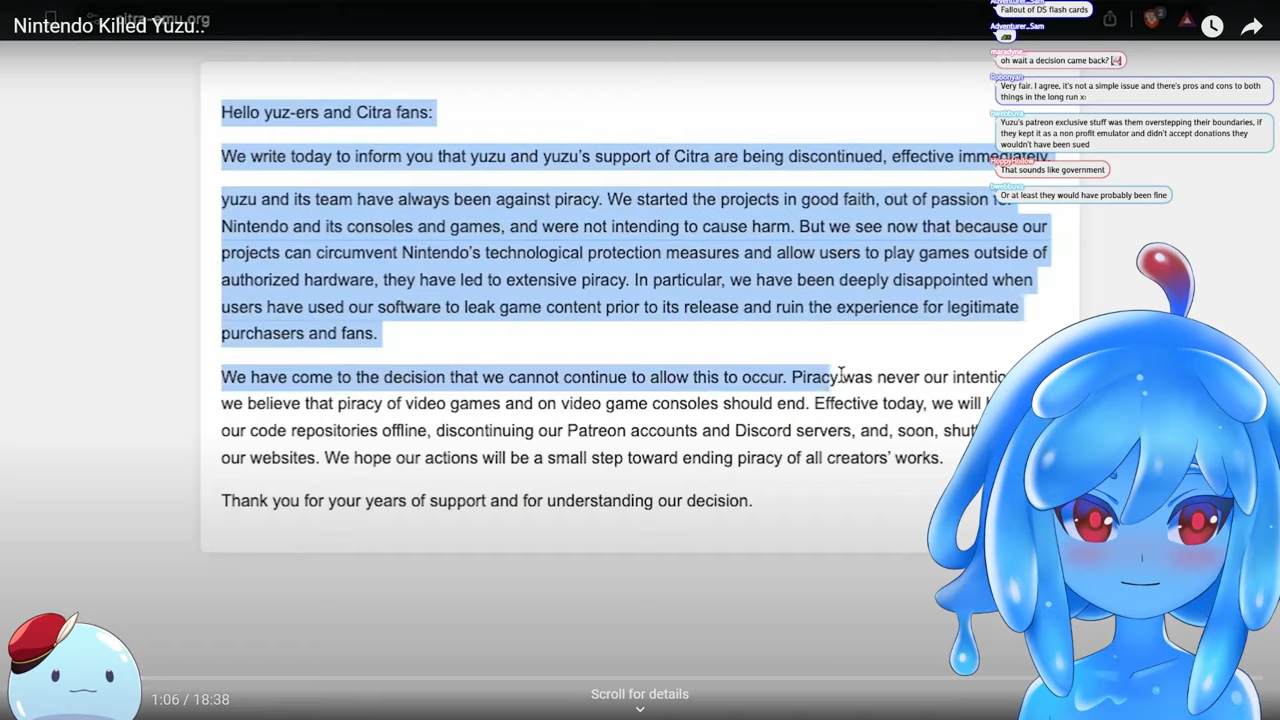 Nintendo Killed Yuzu..
citra-emu.org
Hello yuz-ers and Citra fans:
We write today to inform you that yuzu and yuzu's support of Citra are being discontinued, effective immediately.
yuzu and its team have always been against piracy. We started the projects in good faith, out of passion for
Nintendo and its consoles and games, and were not intending to cause harm. But we see now that because our
projects can circumvent Nintendo's technological protection measures and allow users to play games outside of
authorized hardware, they have led to extensive piracy. In particular, we have been deeply disappointed when
users have used our software to leak game content prior to its release and ruin the experience for legitimate
purchasers and fans.
We have come to the decision that we cannot continue to allow this to occur. Piracy was never our intentio
we believe that piracy of video games and on video game consoles should end. Effective today, we will
our code repositories offline, discontinuing our Patreon accounts and Discord servers, and, soon, shut
our websites. We hope our actions will be a small step toward ending piracy of all creators' works.
Thank you for your years of support and for understanding our decision.
Adventurer_Sam
Fallout of DS flash cards
Adventurer_Sam
maradyne
oh wait a decision came back?
Robonyan
Very fair. I agree, it's not a simple issue and there's pros and cons to both
things in the long run x:
bwebbuva
Yuzu's patreon exclusive stuff was them overstepping their boundaries, if
they kept it as a non profit emulator and didn't accept donations they
wouldn't have been sued
HoppyHollow
That sounds like government
bwebbuva
Or at least they would have probably been fine
1:06 / 18:38
Scroll for details